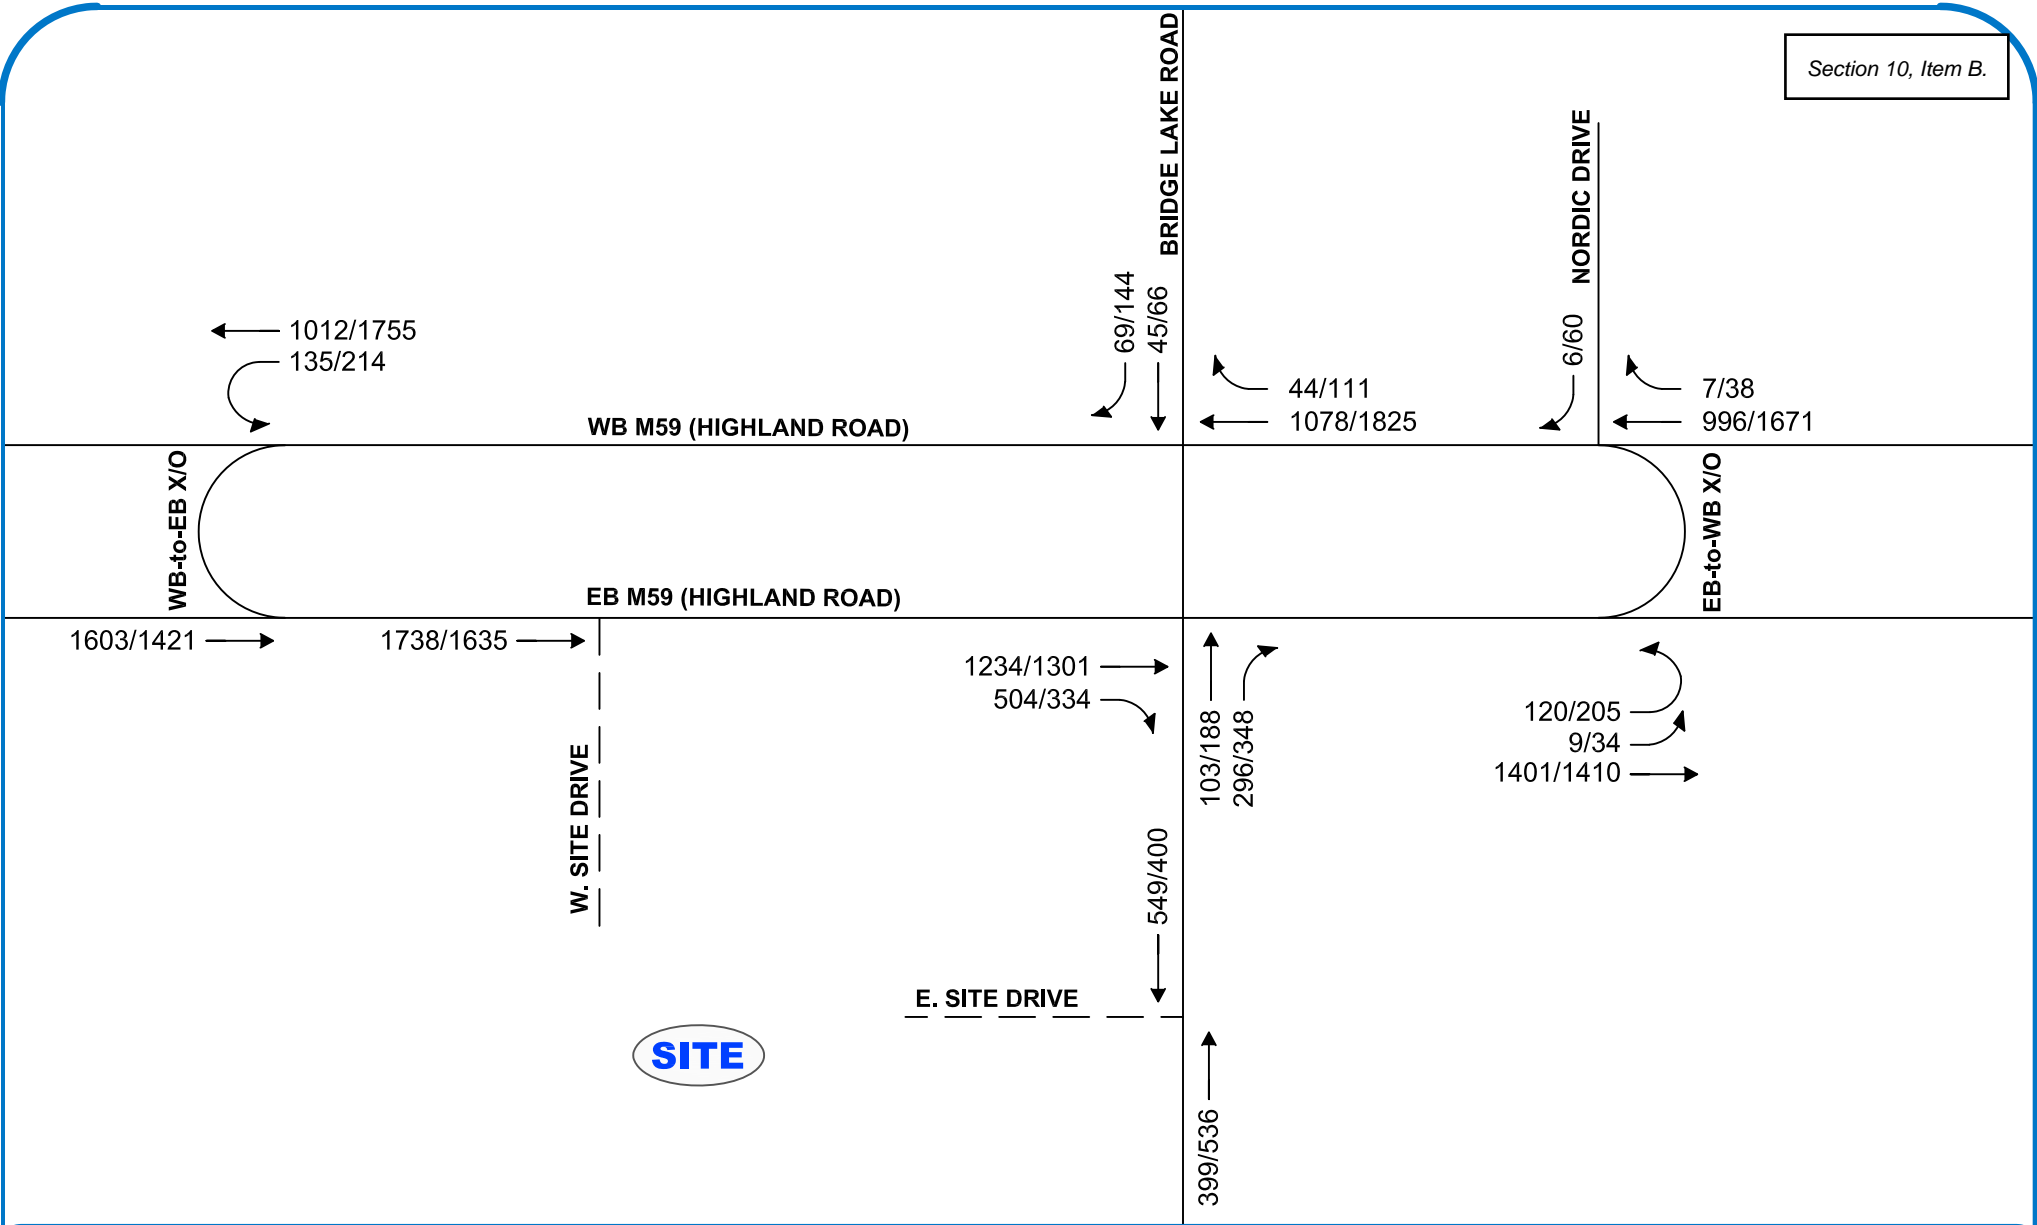 Section 10, Item B.
BRIDGE LAKE ROAD
NORDIC DRIVE
1012/1755
135/214
69/144
45/66
44/111
1078/1825
6/60
7/38
996/1671
WB M59 (HIGHLAND ROAD)
WB-to-EB X/O
EB-to-WB X/O
EB M59 (HIGHLAND ROAD)
1603/1421
1738/1635
1234/1301
504/334
103/188
296/348
120/205
9/34
1401/1410
W. SITE DRIVE
549/400
E. SITE DRIVE
SITE
399/536